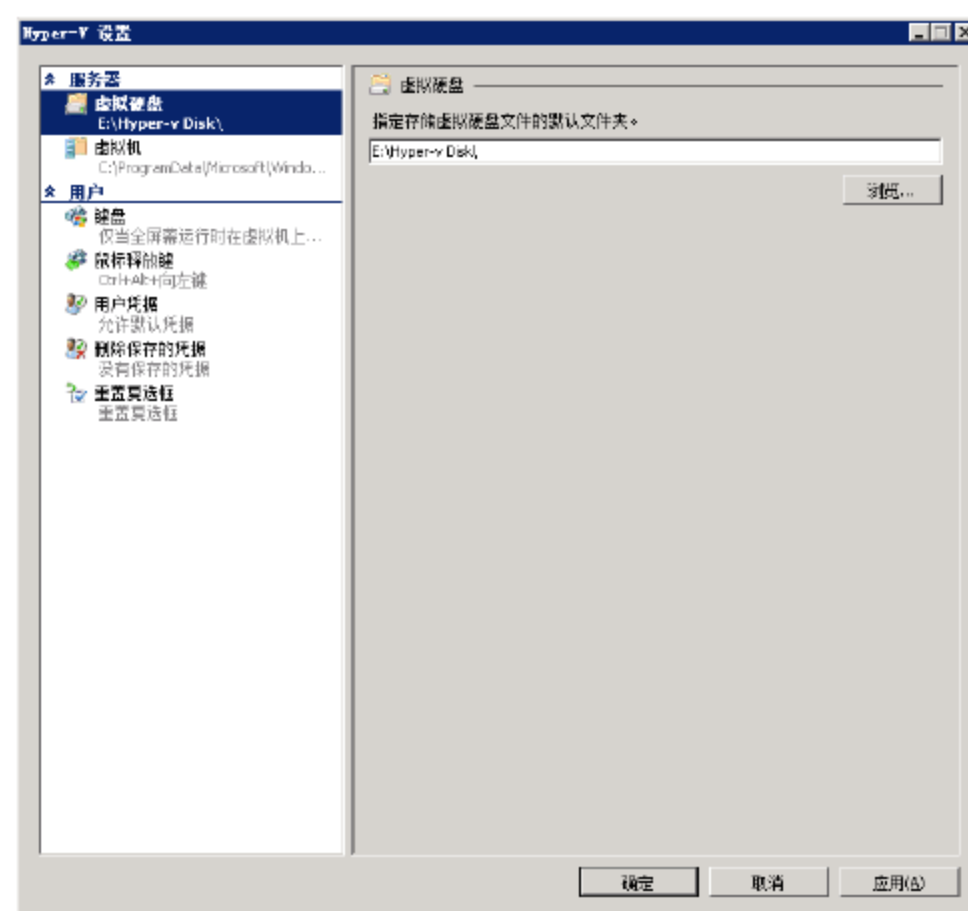 Hyper-V 设置
服务器
虚拟硬盘
E:\Hyper-v Disk\
虚拟机
C:\ProgramData\Microsoft\Windo...
用户
键盘
仅当全屏幕运行时在虚拟机上...
鼠标释放键
Ctrl+Alt+向左键
用户凭据
允许默认凭据
删除保存的凭据
没有保存的凭据
重置复选框
重置复选框
虚拟硬盘
指定存储虚拟硬盘文件的默认文件夹。
E:\Hyper-v Disk\
浏览...
确定
取消
应用(A)